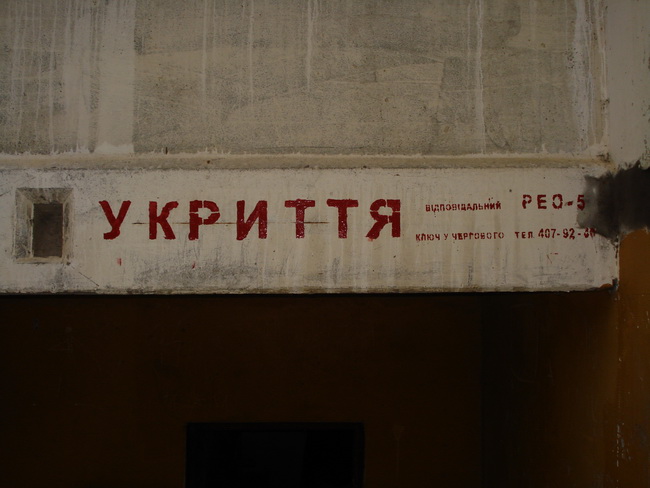 УКРИТТЯ
ВІДПОВІДАЛЬНИЙ РЕО-5
КЛЮЧ У ЧЕРГОВОГО ТЕЛ. 407-92-